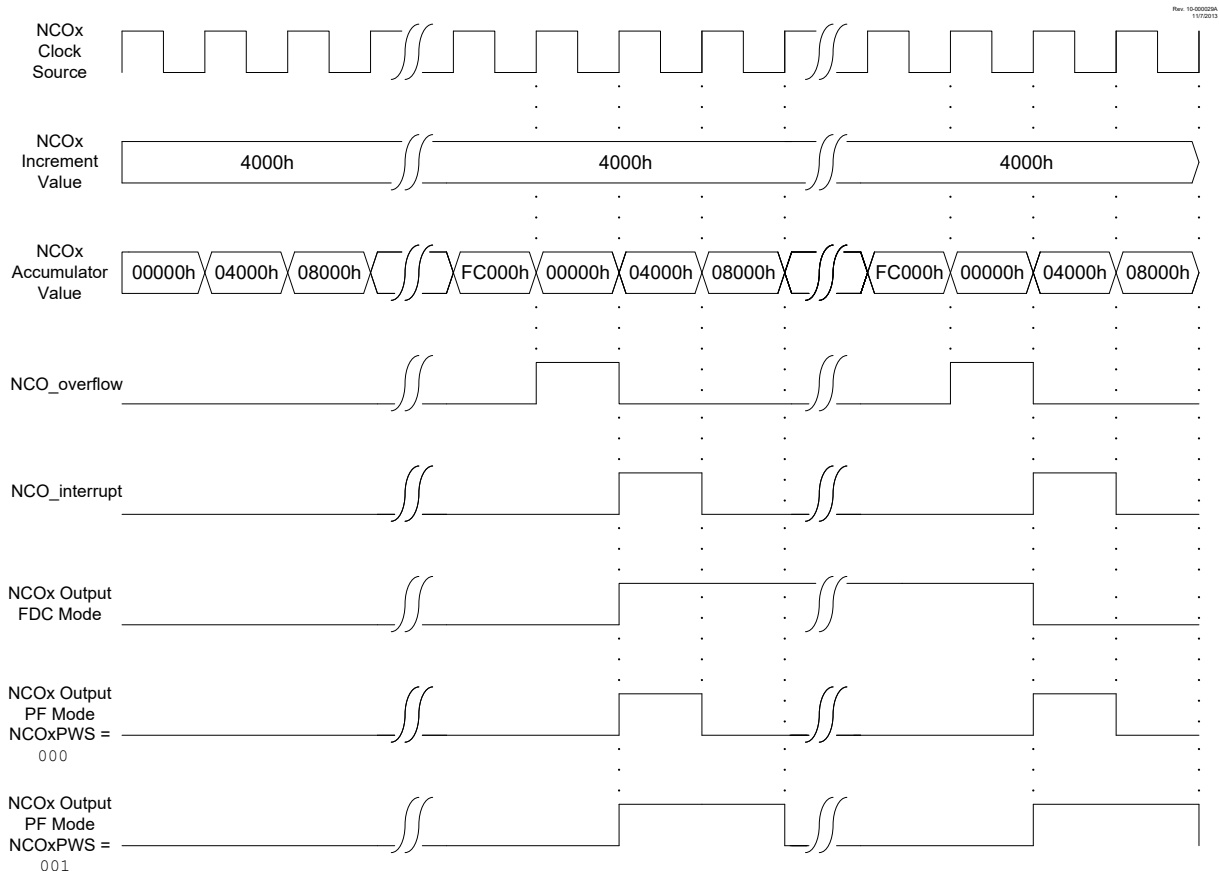 Rev. 10-000029A
11/7/2013
NCOx
Clock
Source
NCOx
Increment
Value
4000h 4000h 4000h
NCOx
Accumulator
Value
00000h 04000h 08000h FC000h 00000h 04000h 08000h FC000h 00000h 04000h 08000h
NCO_overflow
NCO_interrupt
NCOx Output
FDC Mode
NCOx Output
PF Mode
NCOxPWS =
000
NCOx Output
PF Mode
NCOxPWS =
001